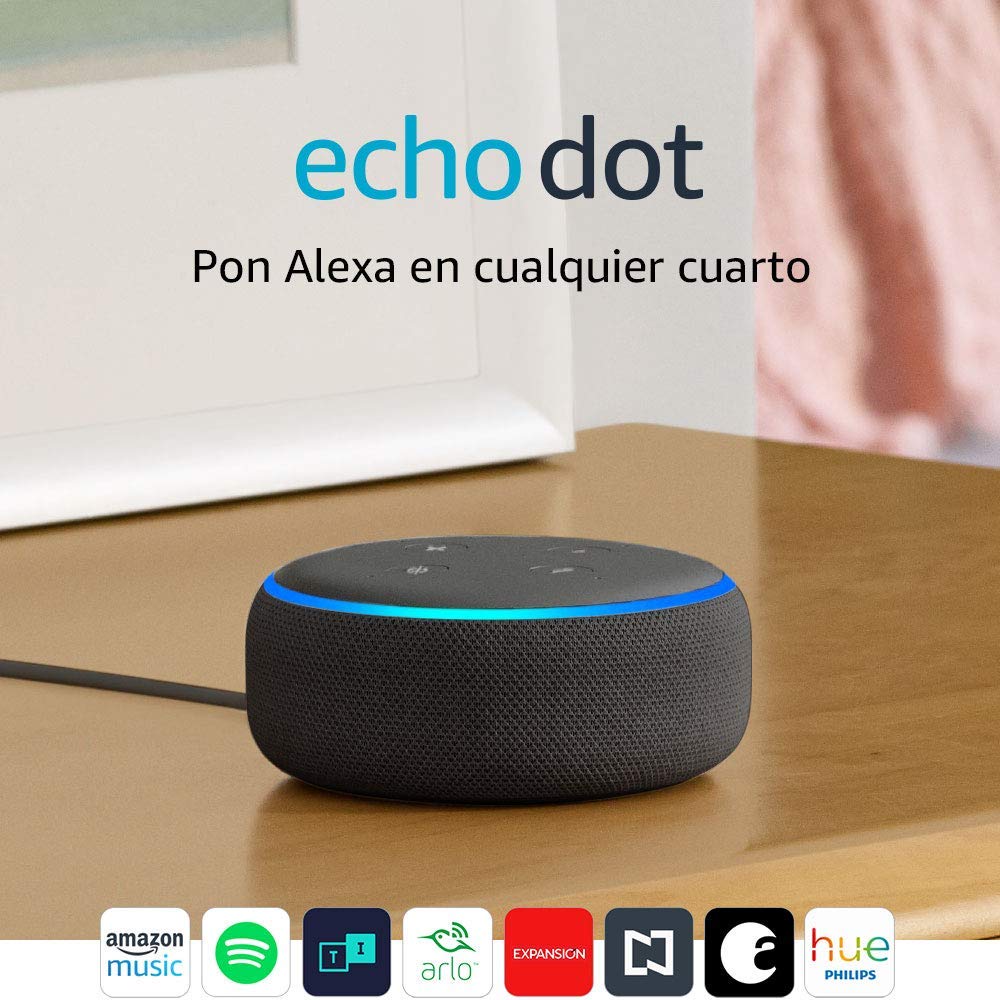 echo dot
Pon Alexa en cualquier cuarto
amazon music
T I
arlo
EXPANSION
N
a
hue
PHILIPS